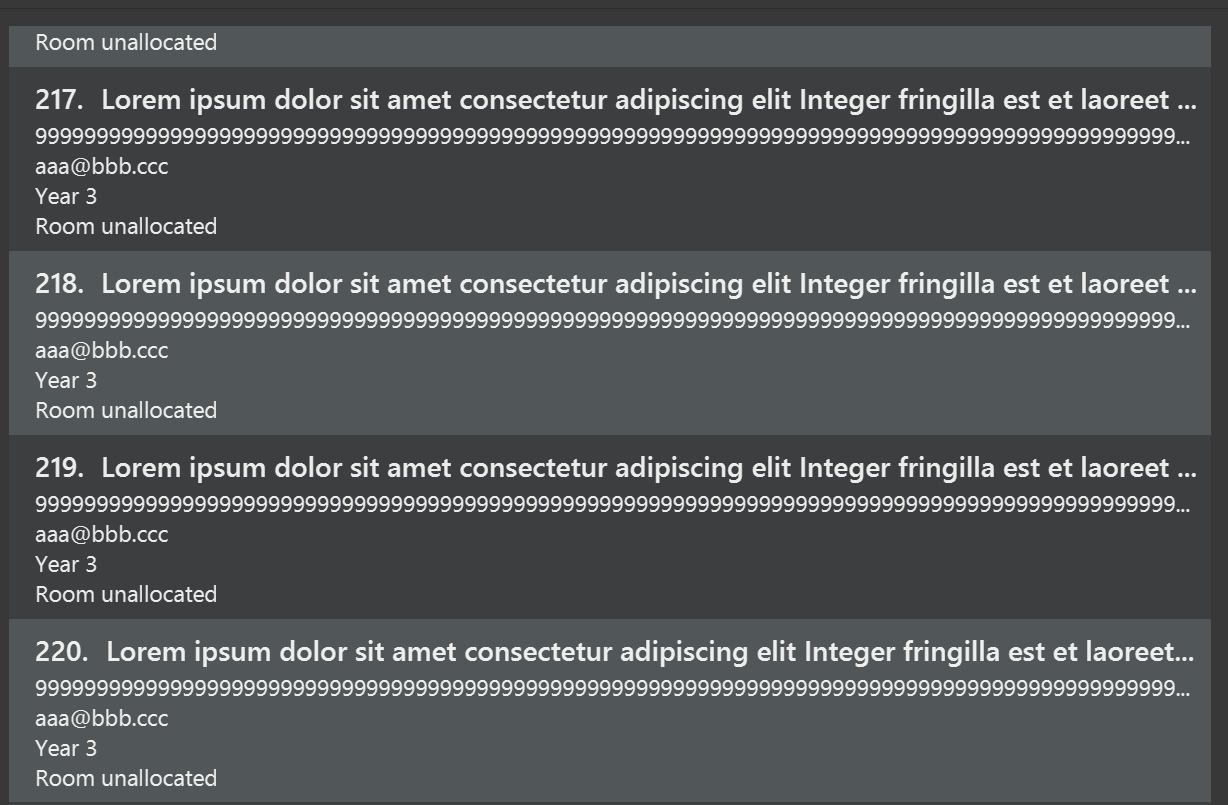 Room unallocated
217. Lorem ipsum dolor sit amet consectetur adipiscing elit Integer fringilla est et laoreet ...
99999999999999999999999999999999999999999999999999999999999999999999999999999999999999999999999...
aaa@bbb.ccc
Year 3
Room unallocated
218. Lorem ipsum dolor sit amet consectetur adipiscing elit Integer fringilla est et laoreet ...
99999999999999999999999999999999999999999999999999999999999999999999999999999999999999999999999...
aaa@bbb.ccc
Year 3
Room unallocated
219. Lorem ipsum dolor sit amet consectetur adipiscing elit Integer fringilla est et laoreet ...
99999999999999999999999999999999999999999999999999999999999999999999999999999999999999999999999...
aaa@bbb.ccc
Year 3
Room unallocated
220. Lorem ipsum dolor sit amet consectetur adipiscing elit Integer fringilla est et laoreet...
99999999999999999999999999999999999999999999999999999999999999999999999999999999999999999999999...
aaa@bbb.ccc
Year 3
Room unallocated